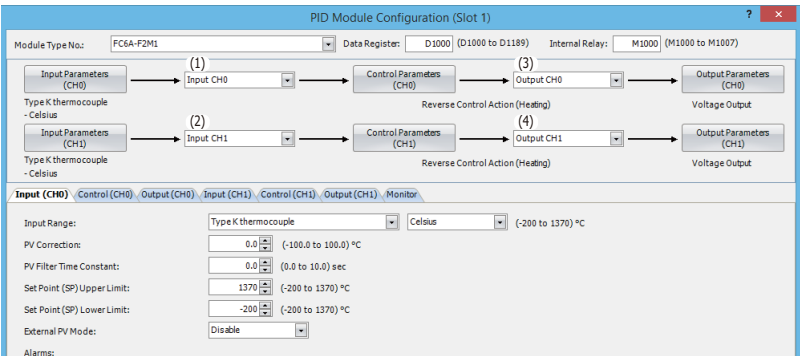 PID Module Configuration (Slot 1)
? ×
Module Type No.: FC6A-F2M1 Data Register: D1000 (D1000 to D1189) Internal Relay: M1000 (M1000 to M1007)
(1) (3)
Input Parameters (CH0) Input CH0 Control Parameters (CH0) Output CH0 Output Parameters (CH0)
Type K thermocouple
- Celsius
Reverse Control Action (Heating) Voltage Output
(2) (4)
Input Parameters (CH1) Input CH1 Control Parameters (CH1) Output CH1 Output Parameters (CH1)
Type K thermocouple
- Celsius
Reverse Control Action (Heating) Voltage Output
Input (CH0) Control (CH0) Output (CH0) Input (CH1) Control (CH1) Output (CH1) Monitor
Input Range: Type K thermocouple Celsius (-200 to 1370) °C
PV Correction: 0.0 (-100.0 to 100.0) °C
PV Filter Time Constant: 0.0 (0.0 to 10.0) sec
Set Point (SP) Upper Limit: 1370 (-200 to 1370) °C
Set Point (SP) Lower Limit: -200 (-200 to 1370) °C
External PV Mode: Disable
Alarms: